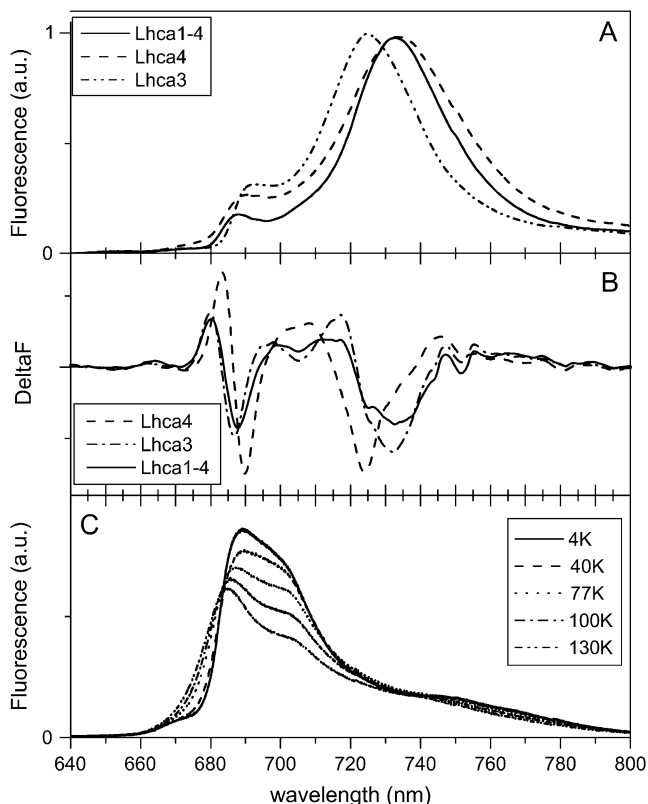 A
Lhca1-4
Lhca4
Lhca3
1
Fluorescence (a.u.)
0
B
DeltaF
Lhca4
Lhca3
Lhca1-4
C
4K
40K
77K
100K
130K
Fluorescence (a.u.)
0
640 660 680 700 720 740 760 780 800
wavelength (nm)